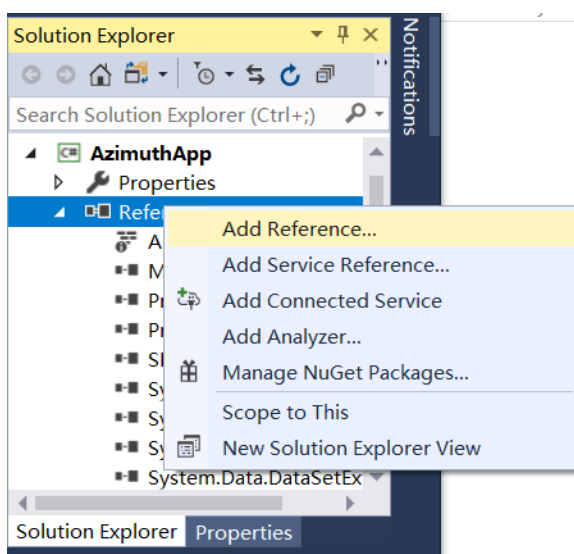 Solution Explorer
Notifications
Search Solution Explorer (Ctrl+;)
C# AzimuthApp
Properties
Add Reference...
Add Service Reference...
Add Connected Service
Add Analyzer...
Manage NuGet Packages...
Scope to This
New Solution Explorer View
System.Data.DataSetEx
Solution Explorer Properties